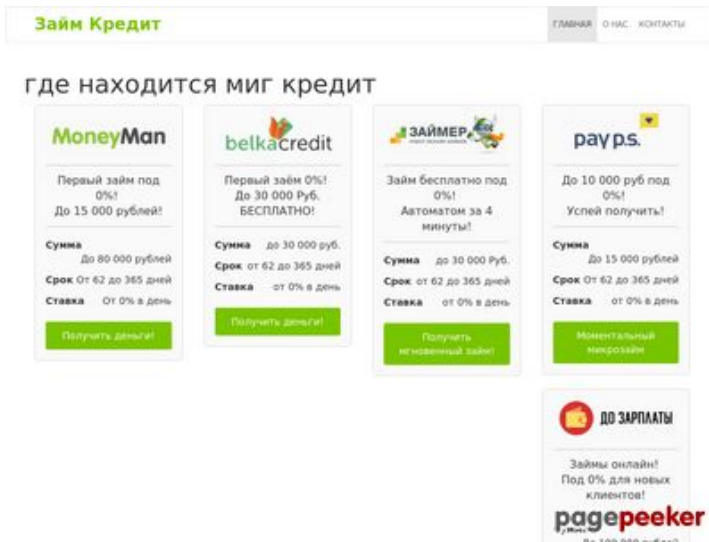 Займ Кредит
ГЛАВНАЯ О НАС КОНТАКТЫ
где находится миг кредит
MoneyMan
Первый займ под
0%!
До 15 000 рублей!
Сумма
До 80 000 рублей
Срок От 62 до 365 дней
Ставка От 0% в день
Получить деньги!
belkacredit
Первый заём 0%!
До 30 000 Руб.
БЕСПЛАТНО!
Сумма до 30 000 руб.
Срок от 62 до 365 дней
Ставка от 0% в день
Получить деньги!
ЗАЙМЕР
Займ бесплатно под
0%!
Автоматом за 4
минуты!
Сумма до 30 000 Руб.
Срок от 62 до 365 дней
Ставка от 0% в день
Получить
мгновенный займ!
pay p.s.
До 10 000 руб под
0%!
Успей получить!
Сумма
До 15 000 рублей
Срок От 62 до 365 дней
Ставка От 0% в день
Моментальный
микрозайм
ДО ЗАРПЛАТЫ
Займы онлайн!
Под 0% для новых
клиентов!
pagepeeker
До 100 000 рублей